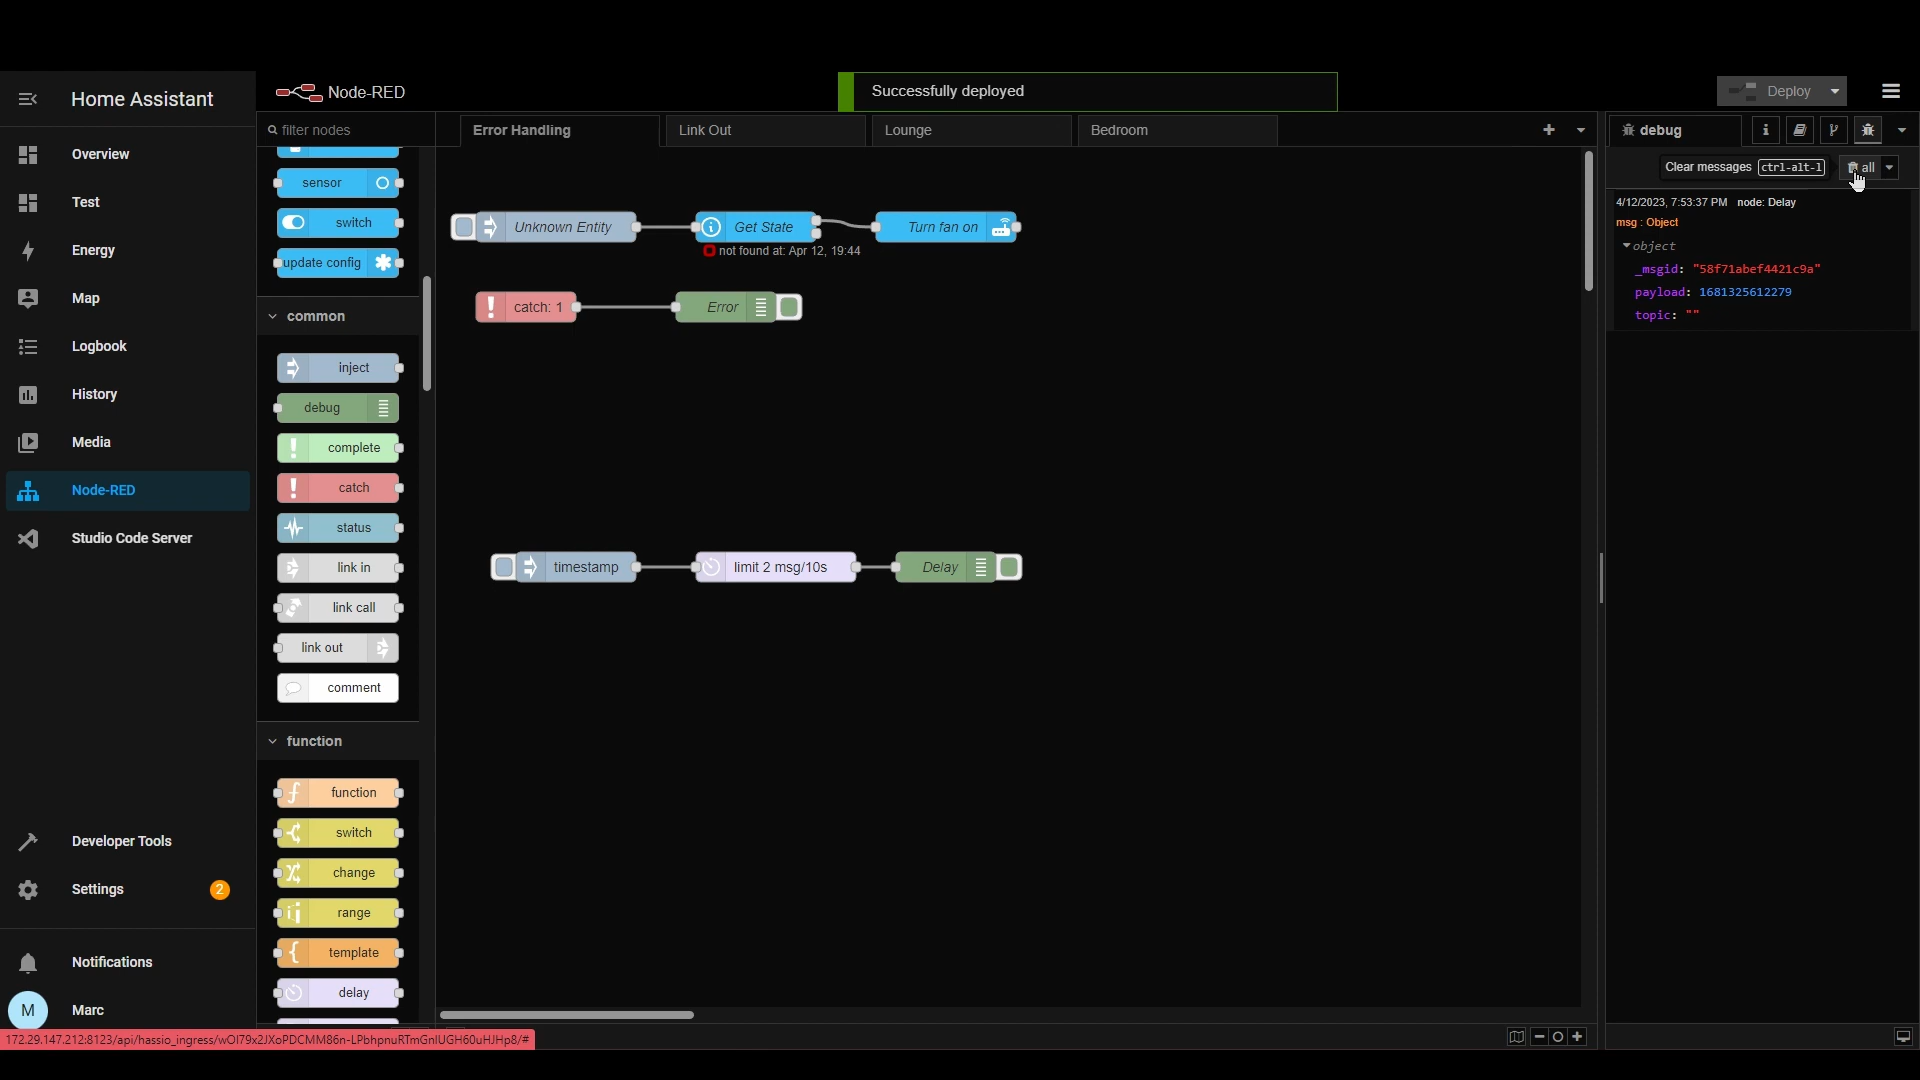 Home Assistant
Node-RED
Successfully deployed
Deploy
filter nodes
Error Handling
Link Out
Lounge
Bedroom
debug
i
Overview
Test
Energy
Map
Logbook
History
Media
Node-RED
Studio Code Server
Developer Tools
Settings
2
Notifications
M
Marc
sensor
switch
update config
common
inject
debug
complete
catch
status
link in
link call
link out
comment
function
function
switch
change
range
template
delay
Unknown Entity
Get State
Turn fan on
not found at: Apr 12, 19:44
catch: 1
Error
timestamp
limit 2 msg/10s
Delay
Clear messages ctrl-alt-l
all
4/12/2023, 7:53:37 PM node: Delay
msg : Object
object
_msgid: "58f71abef4421c9a"
payload: 1681325612279
topic: ""